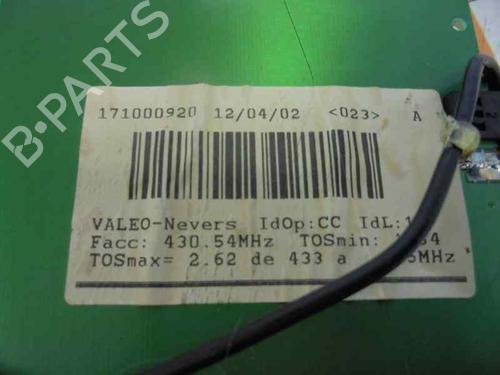 171000920 12/04/02 <023> A
VALEO-Nevers IdOp:CC
Facc: 430.54MHz TOSmin:
TOSmax= 2.62 de 433 a
B-PARTS